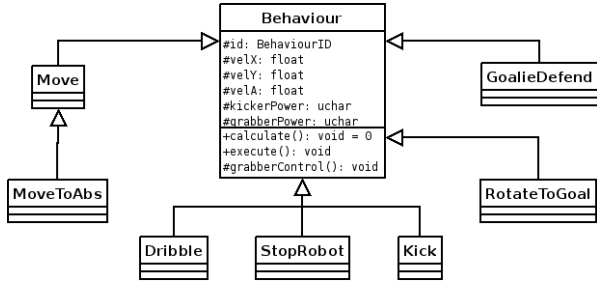 Behaviour
#id: BehaviourID
#velX: float
#velY: float
#velA: float
#kickerPower: uchar
#grabberPower: uchar
+calculate(): void = 0
+execute(): void
#grabberControl(): void
Move
GoalieDefend
MoveToAbs
RotateToGoal
Dribble
StopRobot
Kick